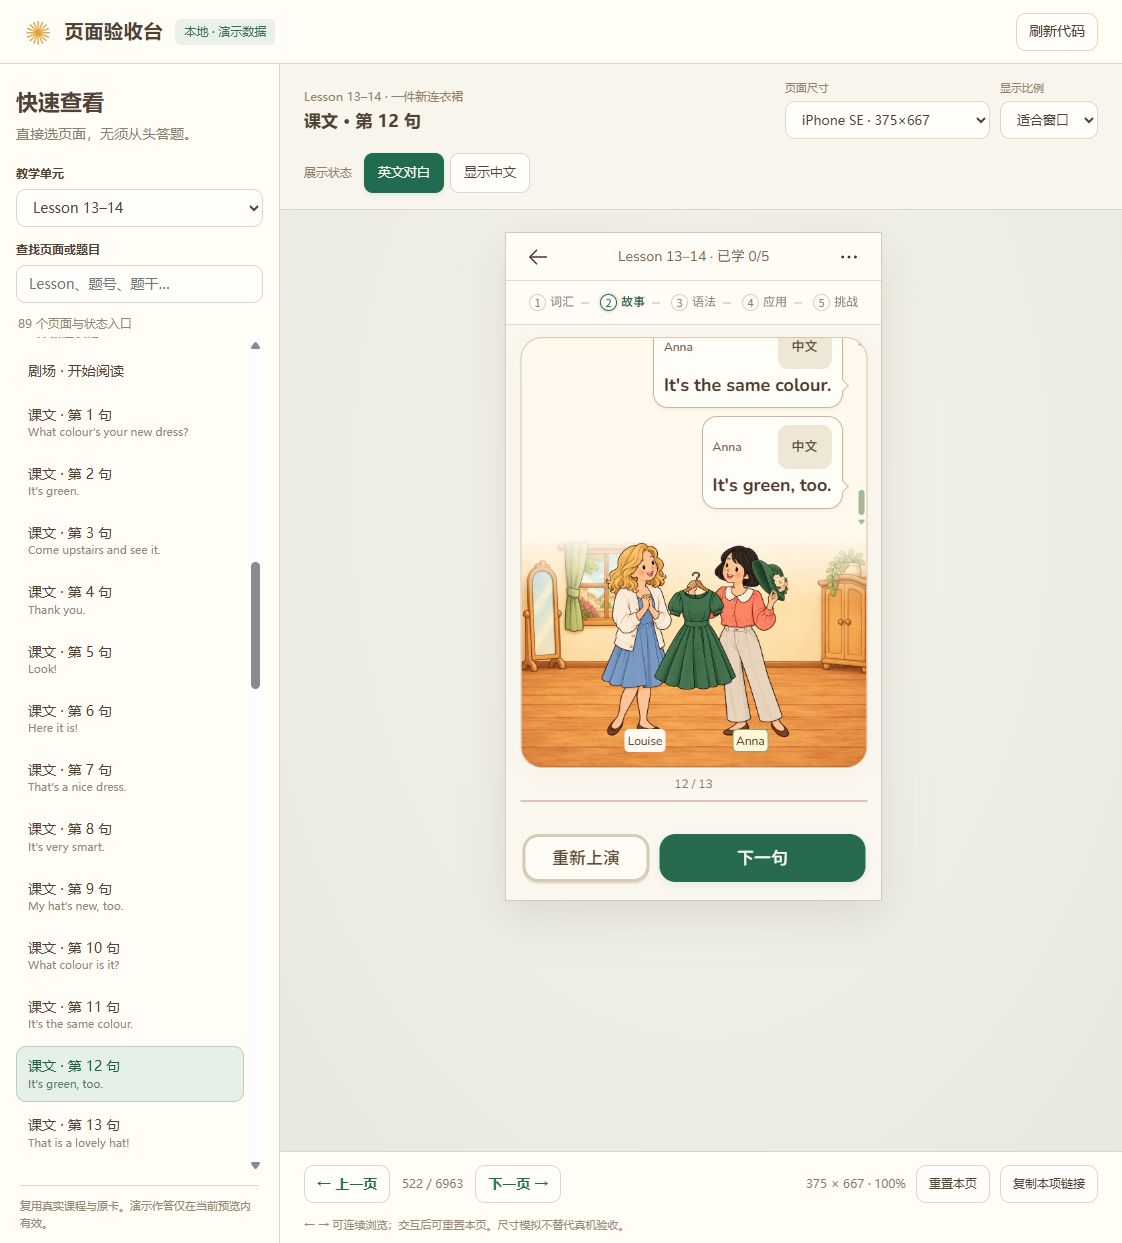 页面验收台
本地 · 演示数据
刷新代码
快速查看
直接选页面，无须从头答题。
教学单元
Lesson 13–14
查找页面或题目
Lesson、题号、题干...
89 个页面与状态入口
剧场 · 开始阅读
课文 · 第 1 句
What colour's your new dress?
课文 · 第 2 句
It's green.
课文 · 第 3 句
Come upstairs and see it.
课文 · 第 4 句
Thank you.
课文 · 第 5 句
Look!
课文 · 第 6 句
Here it is!
课文 · 第 7 句
That's a nice dress.
课文 · 第 8 句
It's very smart.
课文 · 第 9 句
My hat's new, too.
课文 · 第 10 句
What colour is it?
课文 · 第 11 句
It's the same colour.
课文 · 第 12 句
It's green, too.
课文 · 第 13 句
That is a lovely hat!
复用真实课程与原卡。演示作答仅在当前预览内
有效。
Lesson 13–14 · 一件新连衣裙
课文 • 第 12 句
页面尺寸
iPhone SE · 375×667
显示比例
适合窗口
展示状态
英文对白
显示中文
Lesson 13–14 · 已学 0/5
1 词汇 – 2 故事 – 3 语法 – 4 应用 – 5 挑战
Anna
中文
It's the same colour.
Anna
中文
It's green, too.
Louise
Anna
12 / 13
重新上演
下一句
← 上一页
522 / 6963
下一页 →
375 × 667 · 100%
重置本页
复制本项链接
← → 可连续浏览；交互后可重置本页。尺寸模拟不替代真机验收。